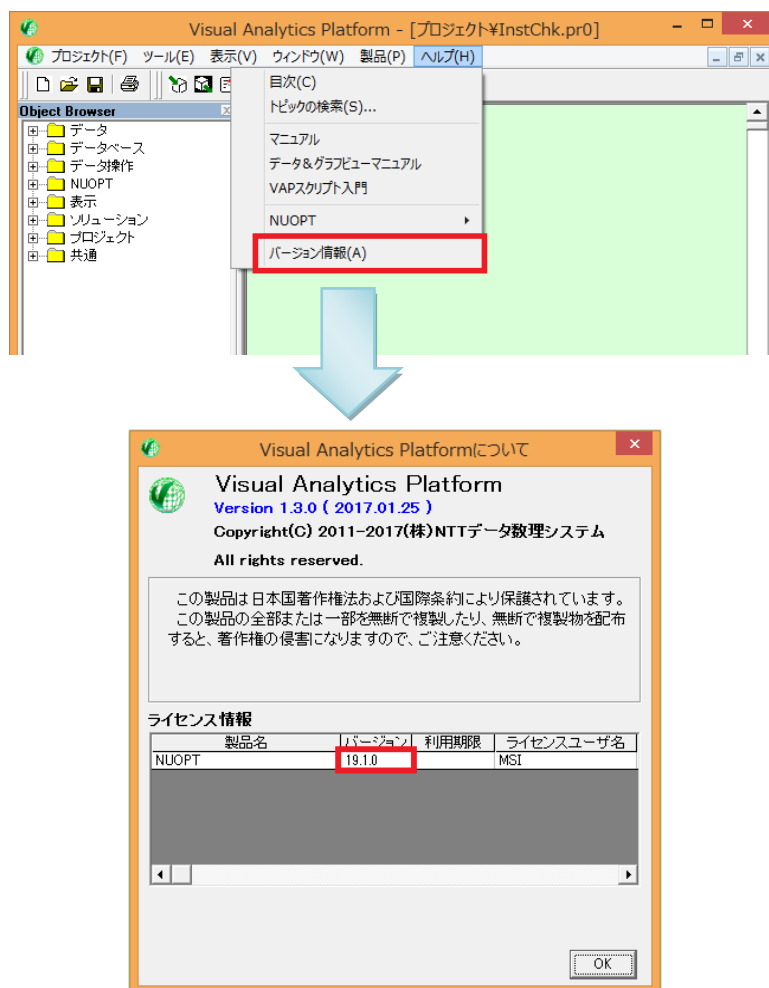 Visual Analytics Platform - [プロジェクト¥InstChk.pr0]
プロジェクト(F) ツール(E) 表示(V) ウィンドウ(W) 製品(P) ヘルプ(H)
Object Browser
データ
データベース
データ操作
NUOPT
表示
ソリューション
プロジェクト
共通
目次(C)
トピックの検索(S)...
マニュアル
データ&グラフビューマニュアル
VAPスクリプト入門
NUOPT
バージョン情報(A)
Visual Analytics Platformについて
Visual Analytics Platform
Version 1.3.0 ( 2017.01.25 )
Copyright(C) 2011-2017(株)NTTデータ数理システム
All rights reserved.
この製品は日本国著作権法および国際条約により保護されています。
この製品の全部または一部を無断で複製したり、無断で複製物を配布
すると、著作権の侵害になりますので、ご注意ください。
ライセンス情報
製品名 バージョン 利用期限 ライセンスユーザ名
NUOPT 19.1.0 MSI
OK